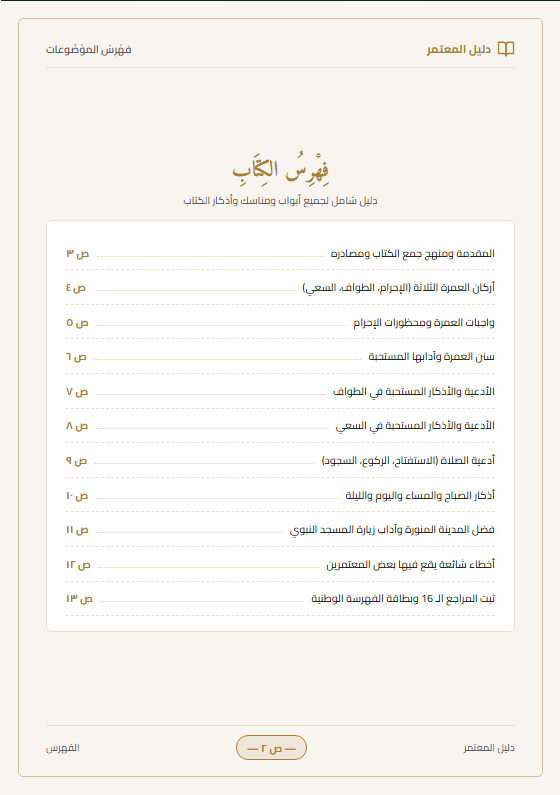 دليل المعتمر
فِهْرِسُ المَوْضُوعَات
فِهْرِسُ الكِتَابِ
دليل شامل لجميع أبواب ومناسك وأذكار الكتاب
المقدمة ومنهج جمع الكتاب ومصادره ص ٣
أركان العمرة الثلاثة (الإحرام، الطواف، السعي) ص ٤
واجبات العمرة ومحظورات الإحرام ص ٥
سنن العمرة وآدابها المستحبة ص ٦
الأدعية والأذكار المستحبة في الطواف ص ٧
الأدعية والأذكار المستحبة في السعي ص ٨
أدعية الصلاة (الاستفتاح، الركوع، السجود) ص ٩
أذكار الصباح والمساء واليوم والليلة ص ١٠
فضل المدينة المنورة وآداب زيارة المسجد النبوي ص ١١
أخطاء شائعة يقع فيها بعض المعتمرين ص ١٢
ثبت المراجع الـ 16 وبطاقة الفهرسة الوطنية ص ١٣
دليل المعتمر
— ص ٢ —
الفهرس